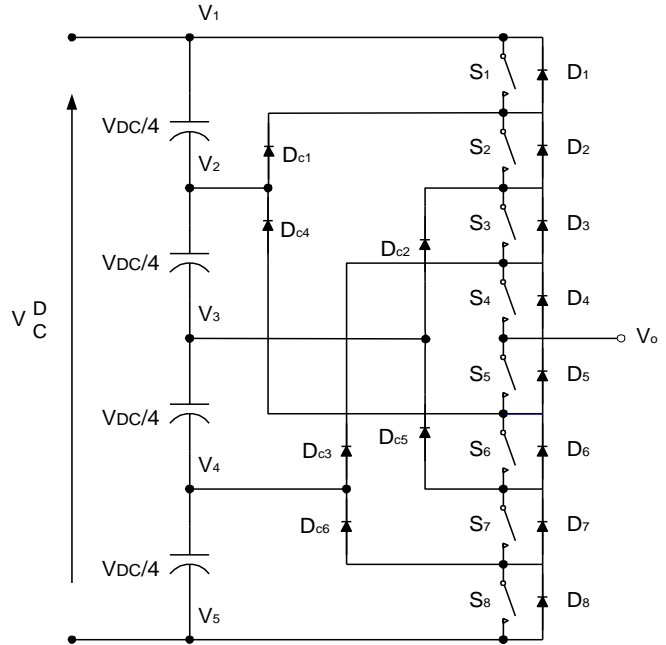 V1
S1 D1
VDC/4
V2 Dc1 S2 D2
Dc4 S3 D3
Dc2
VDC/4
S4 D4
V DC
V3 Vo
S5 D5
VDC/4
Dc5
Dc3 S6 D6
V4
Dc6 S7 D7
VDC/4
S8 D8
V5